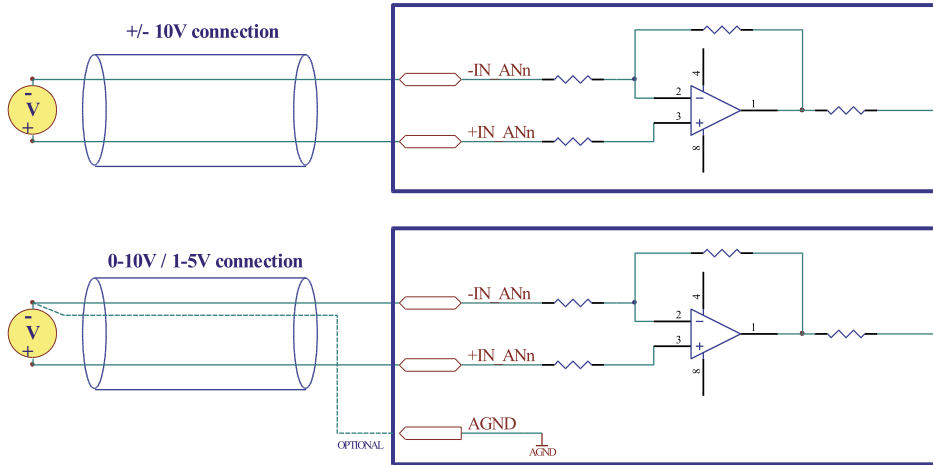 +/- 10V connection
-IN_ANn
+IN_ANn
-
V
+
4
2
3
1
8
-
+
0-10V / 1-5V connection
-IN_ANn
+IN_ANn
-
V
+
4
2
3
1
8
-
+
AGND
OPTIONAL
AGND